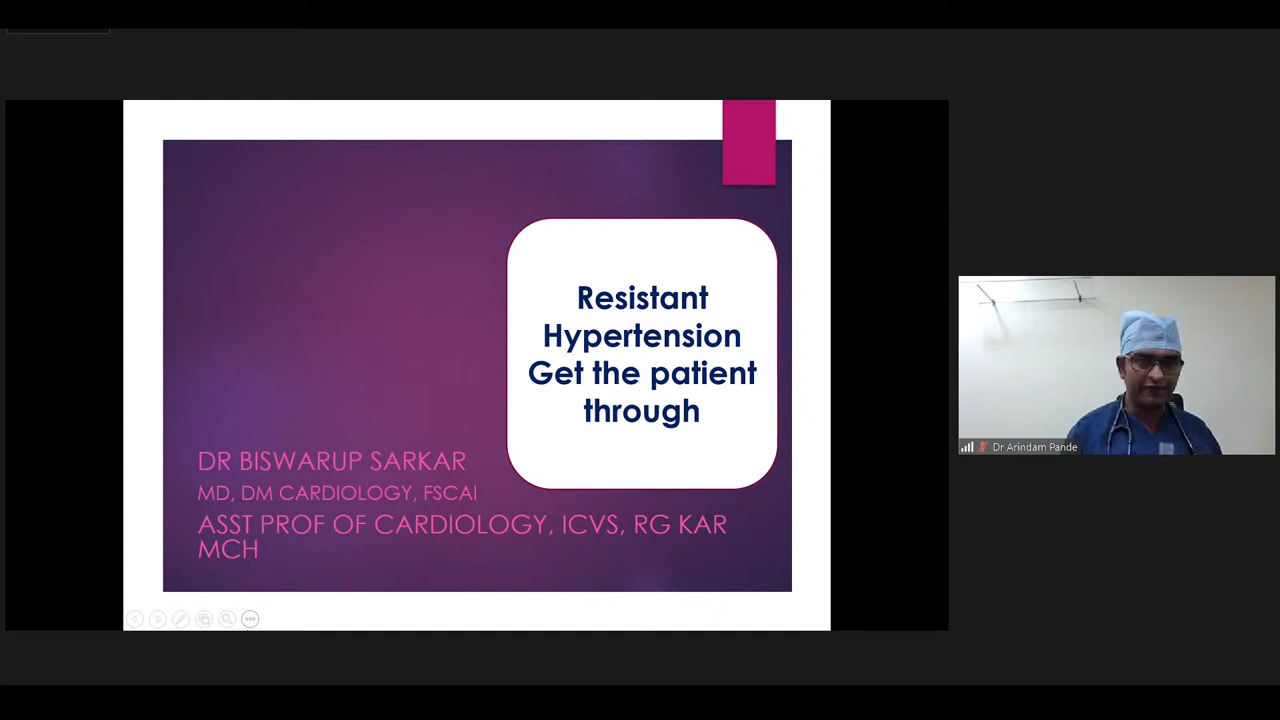 Resistant
Hypertension
Get the patient
through
DR BISWARUP SARKAR
MD, DM CARDIOLOGY, FSCAI
ASST PROF OF CARDIOLOGY, ICVS, RG KAR
MCH
Dr Arindam Pande